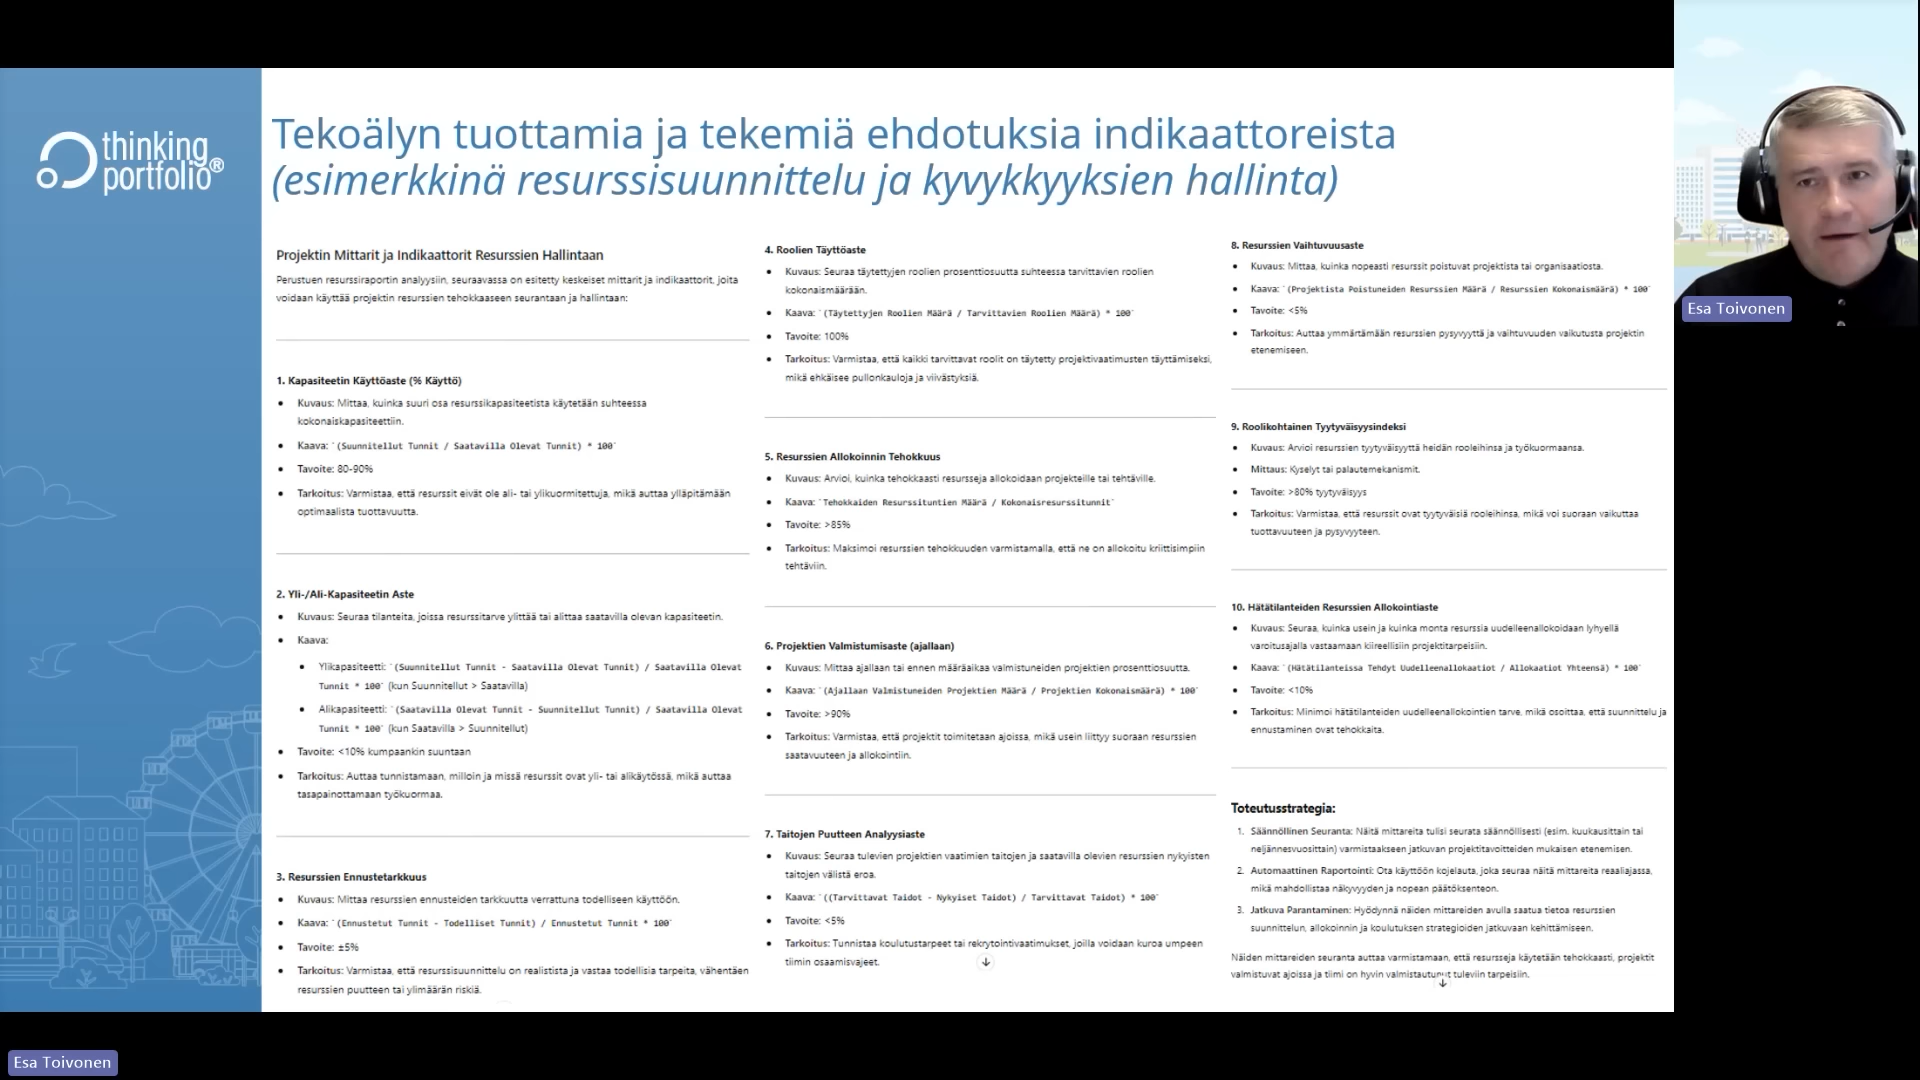 thinking
portfolio®
Tekoälyn tuottamia ja tekemiä ehdotuksia indikaattoreista
(esimerkkinä resurssisuunnittelu ja kyvykkyyksien hallinta)
Projektin Mittarit ja Indikaattorit Resurssien Hallintaan
Perustuen resurssiraportin analyysiin, seuraavassa on esitetty keskeiset mittarit ja indikaattorit, joita
voidaan käyttää projektin resurssien tehokkaaseen seurantaan ja hallintaan:
1. Kapasiteetin Käyttöaste (% Käyttö)
• Kuvaus: Mittaa, kuinka suuri osa resurssikapasiteetista käytetään suhteessa
kokonaiskapasiteettiin.
• Kaava: `(Suunnitellut Tunnit / Saatavilla Olevat Tunnit) * 100`
• Tavoite: 80-90%
• Tarkoitus: Varmistaa, että resurssit eivät ole ali- tai ylikuormitettuja, mikä auttaa ylläpitämään
optimaalista tuottavuutta.
2. Yli-/Ali-Kapasiteetin Aste
• Kuvaus: Seuraa tilanteita, joissa resurssitarve ylittää tai alittaa saatavilla olevan kapasiteetin.
• Kaava:
• Ylikapasiteetti: `(Suunnitellut Tunnit - Saatavilla Olevat Tunnit) / Saatavilla Olevat
Tunnit * 100` (kun Suunnitellut > Saatavilla)
• Alikapasiteetti: `(Saatavilla Olevat Tunnit - Suunnitellut Tunnit) / Saatavilla Olevat
Tunnit * 100` (kun Saatavilla > Suunnitellut)
• Tavoite: <10% kumpaankin suuntaan
• Tarkoitus: Auttaa tunnistamaan, milloin ja missä resurssit ovat yli- tai alikäytössä, mikä auttaa
tasapainottamaan työkuormaa.
3. Resurssien Ennustetarkkuus
• Kuvaus: Mittaa resurssien ennusteiden tarkkuutta verrattuna todelliseen käyttöön.
• Kaava: `(Ennustetut Tunnit - Todelliset Tunnit) / Ennustetut Tunnit * 100`
• Tavoite: ±5%
• Tarkoitus: Varmistaa, että resurssisuunnittelu on realistista ja vastaa todellisia tarpeita, vähentäen
resurssien puutteen tai ylimäärän riskiä.
4. Roolien Täyttöaste
• Kuvaus: Seuraa täytettyjen roolien prosenttiosuutta suhteessa tarvittavien roolien
kokonaismäärään.
• Kaava: `(Täytettyjen Roolien Määrä / Tarvittavien Roolien Määrä) * 100`
• Tavoite: 100%
• Tarkoitus: Varmistaa, että kaikki tarvittavat roolit on täytetty projektivaatimusten täyttämiseksi,
mikä ehkäisee pullonkauloja ja viivästyksiä.
5. Resurssien Allokoinnin Tehokkuus
• Kuvaus: Arvioi, kuinka tehokkaasti resursseja allokoidaan projekteille tai tehtäville.
• Kaava: `Tehokkaiden Resurssituntien Määrä / Kokonaisresurssitunnit`
• Tavoite: >85%
• Tarkoitus: Maksimoi resurssien tehokkuuden varmistamalla, että ne on allokoitu kriittisimpiin
tehtäviin.
6. Projektien Valmistumisaste (ajallaan)
• Kuvaus: Mittaa ajallaan tai ennen määräaikaa valmistuneiden projektien prosenttiosuutta.
• Kaava: `(Ajallaan Valmistuneiden Projektien Määrä / Projektien Kokonaismäärä) * 100`
• Tavoite: >90%
• Tarkoitus: Varmistaa, että projektit toimitetaan ajoissa, mikä usein liittyy suoraan resurssien
saatavuuteen ja allokointiin.
7. Taitojen Puutteen Analyysiaste
• Kuvaus: Seuraa tulevien projektien vaatimien taitojen ja saatavilla olevien resurssien nykyisten
taitojen välistä eroa.
• Kaava: `((Tarvittavat Taidot - Nykyiset Taidot) / Tarvittavat Taidot) * 100`
• Tavoite: <5%
• Tarkoitus: Tunnistaa koulutustarpeet tai rekrytointivaatimukset, joilla voidaan kuroa umpeen
tiimin osaamisvajeet.
8. Resurssien Vaihtuvuusaste
• Kuvaus: Mittaa, kuinka nopeasti resurssit poistuvat projektista tai organisaatiosta.
• Kaava: `(Projektista Poistuneiden Resurssien Määrä / Resurssien Kokonaismäärä) * 100`
• Tavoite: <5%
• Tarkoitus: Auttaa ymmärtämään resurssien pysyvyyttä ja vaihtuvuuden vaikutusta projektin
etenemiseen.
9. Roolikohtainen Tyytyväisyysindeksi
• Kuvaus: Arvioi resurssien tyytyväisyyttä heidän rooleihinsa ja työkuormaansa.
• Mittaus: Kyselyt tai palautemekanismit.
• Tavoite: >80% tyytyväisyys
• Tarkoitus: Varmistaa, että resurssit ovat tyytyväisiä rooleihinsa, mikä voi suoraan vaikuttaa
tuottavuuteen ja pysyvyyteen.
10. Hätätilanteiden Resurssien Allokointiaste
• Kuvaus: Seuraa, kuinka usein ja kuinka monta resurssia uudelleenallokoidaan lyhyellä
varoitusajalla vastaamaan kiireellisiin projektitarpeisiin.
• Kaava: `(Hätätilanteissa Tehdyt Uudelleenallokaatiot / Allokaatiot Yhteensä) * 100`
• Tavoite: <10%
• Tarkoitus: Minimoi hätätilanteiden uudelleenallokointien tarve, mikä osoittaa, että suunnittelu ja
ennustaminen ovat tehokkaita.
Toteutusstrategia:
1. Säännöllinen Seuranta: Näitä mittareita tulisi seurata säännöllisesti (esim. kuukausittain tai
neljännesvuosittain) varmistaakseen jatkuvan projektitavoitteiden mukaisen etenemisen.
2. Automaattinen Raportointi: Ota käyttöön kojelauta, joka seuraa näitä mittareita reaaliajassa,
mikä mahdollistaa näkyvyyden ja nopean päätöksenteon.
3. Jatkuva Parantaminen: Hyödynnä näiden mittareiden avulla saatua tietoa resurssien
suunnittelun, allokoinnin ja koulutuksen strategioiden jatkuvaan kehittämiseen.
Näiden mittareiden seuranta auttaa varmistamaan, että resursseja käytetään tehokkaasti, projektit
valmistuvat ajoissa ja tiimi on hyvin valmistautunut tuleviin tarpeisiin.
Esa Toivonen
Esa Toivonen